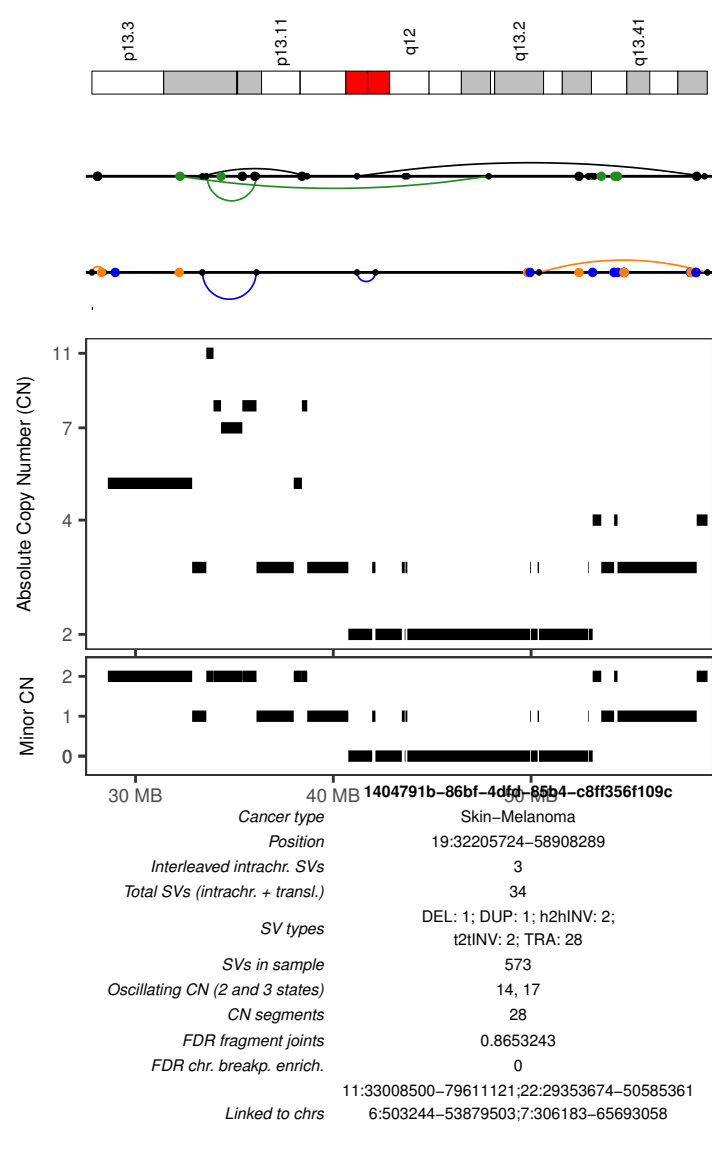 p13.3
p13.11
q12
q13.2
q13.41
Absolute Copy Number (CN)
11
7
4
2
Minor CN
2
1
0
30 MB
40 MB
50 MB
1404791b−86bf−4dfd−85b4−c8ff356f109c
Cancer type Skin−Melanoma
Position 19:32205724−58908289
Interleaved intrachr. SVs 3
Total SVs (intrachr. + transl.) 34
SV types DEL: 1; DUP: 1; h2hINV: 2;
t2tINV: 2; TRA: 28
SVs in sample 573
Oscillating CN (2 and 3 states) 14, 17
CN segments 28
FDR fragment joints 0.8653243
FDR chr. breakp. enrich. 0
11:33008500−79611121;22:29353674−50585361
Linked to chrs 6:503244−53879503;7:306183−65693058